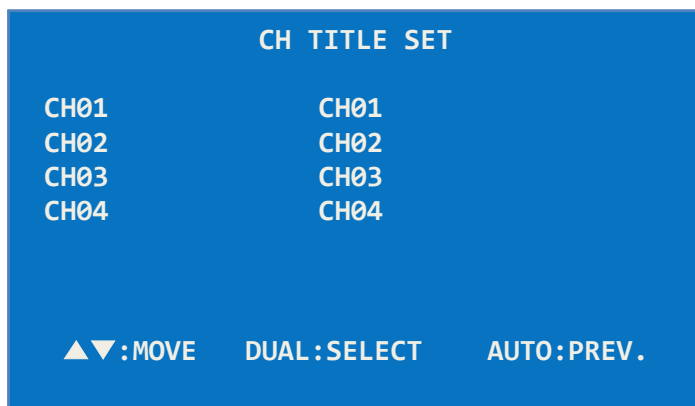 CH TITLE SET
CH01 CH01
CH02 CH02
CH03 CH03
CH04 CH04
▲▼:MOVE DUAL:SELECT AUTO:PREV.